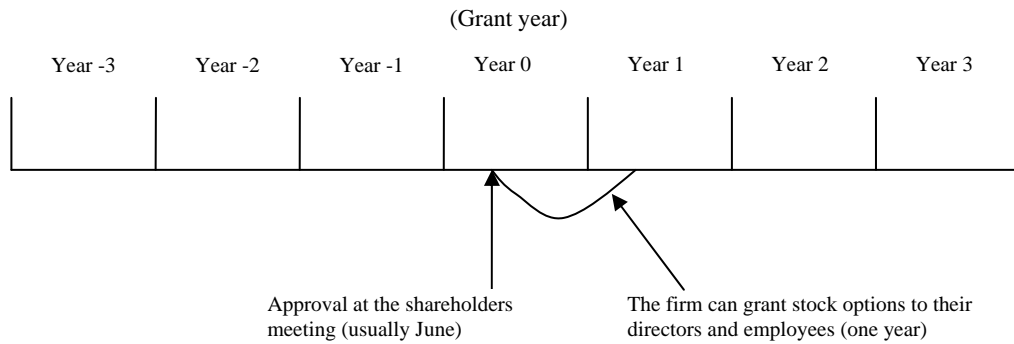 (Grant year)
Year -3 Year -2 Year -1 Year 0 Year 1 Year 2 Year 3
Approval at the shareholders
meeting (usually June)
The firm can grant stock options to their
directors and employees (one year)